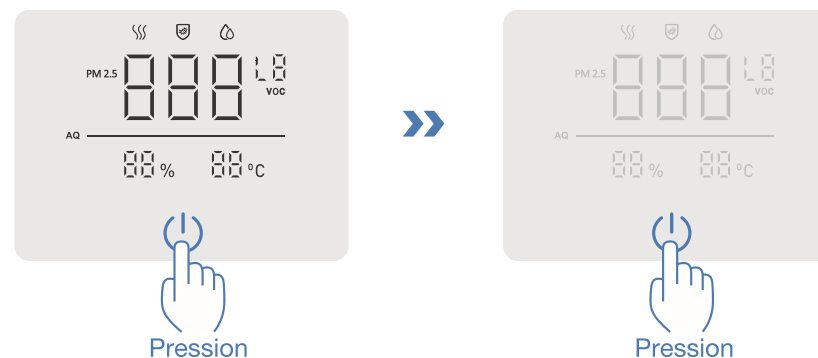 PM 2.5 888 L8
VOC
AQ
88 % 88 °C
Pression
PM 2.5 888 L8
VOC
AQ
88 % 88 °C
Pression